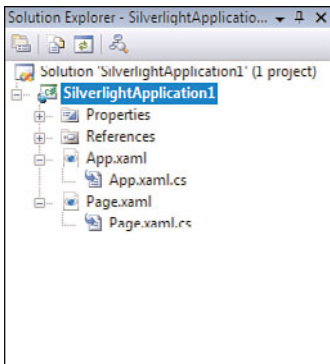 Solution Explorer - SilverlightApplicatio...
Solution 'SilverlightApplication1' (1 project)
SilverlightApplication1
Properties
References
App.xaml
App.xaml.cs
Page.xaml
Page.xaml.cs